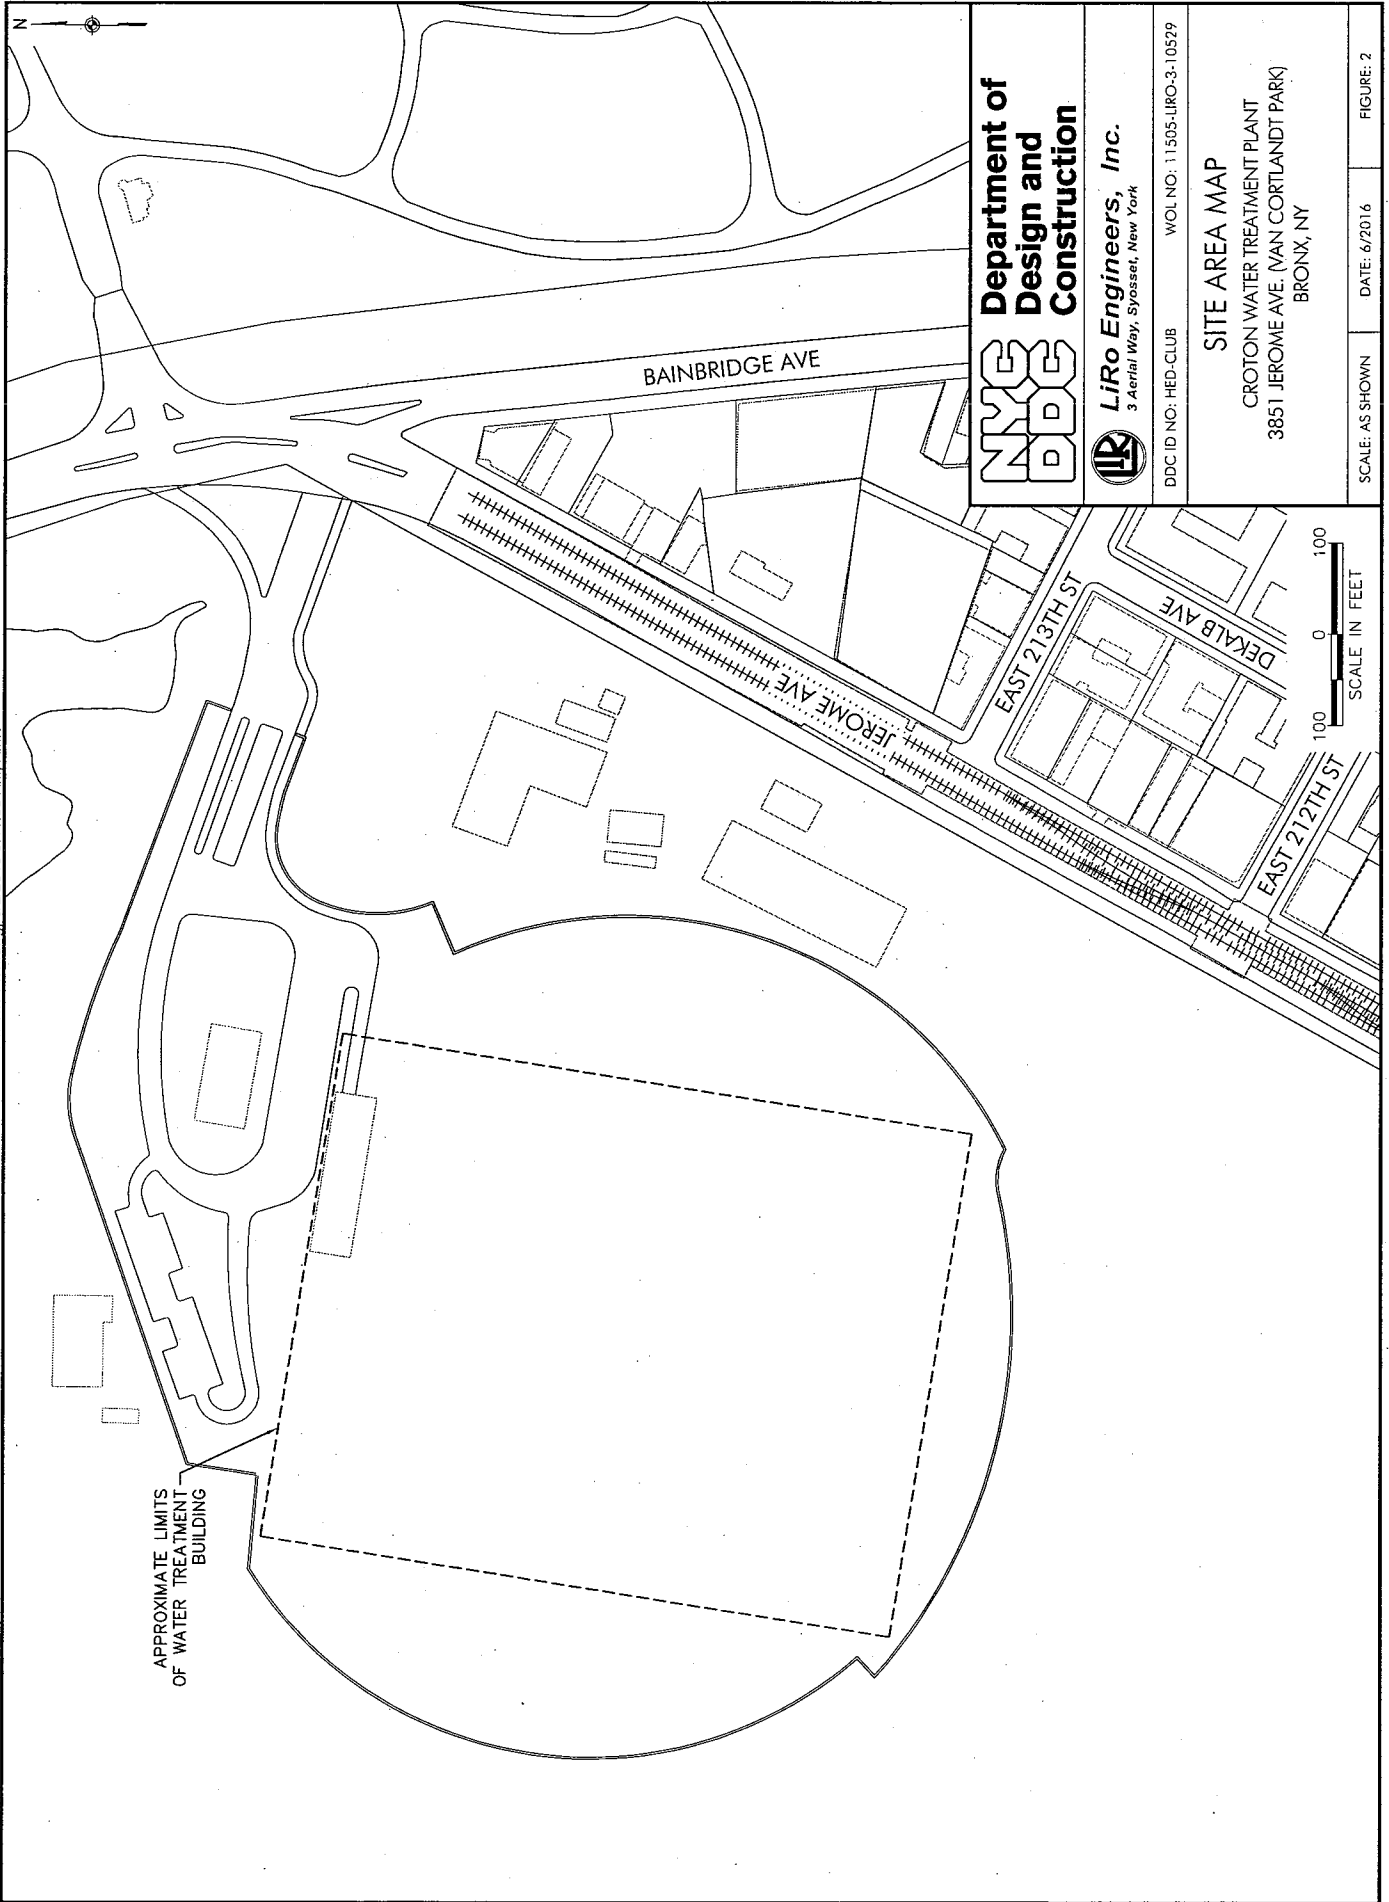 N
APPROXIMATE LIMITS
OF WATER TREATMENT
BUILDING
BAINBRIDGE AVE
JEROME AVE
EAST 213TH ST
DEKALB AVE
EAST 212TH ST
100 0 100
SCALE IN FEET
NYC
DDC
Department of
Design and
Construction
LiRo
LiRo Engineers, Inc.
3 Aerial Way, Syosset, New York
DDC ID NO: HED-CLUB WOL NO: 11505-LIRO-3-10529
SITE AREA MAP
CROTON WATER TREATMENT PLANT
3851 JEROME AVE. (VAN CORTLANDT PARK)
BRONX, NY
SCALE: AS SHOWN DATE: 6/2016 FIGURE: 2